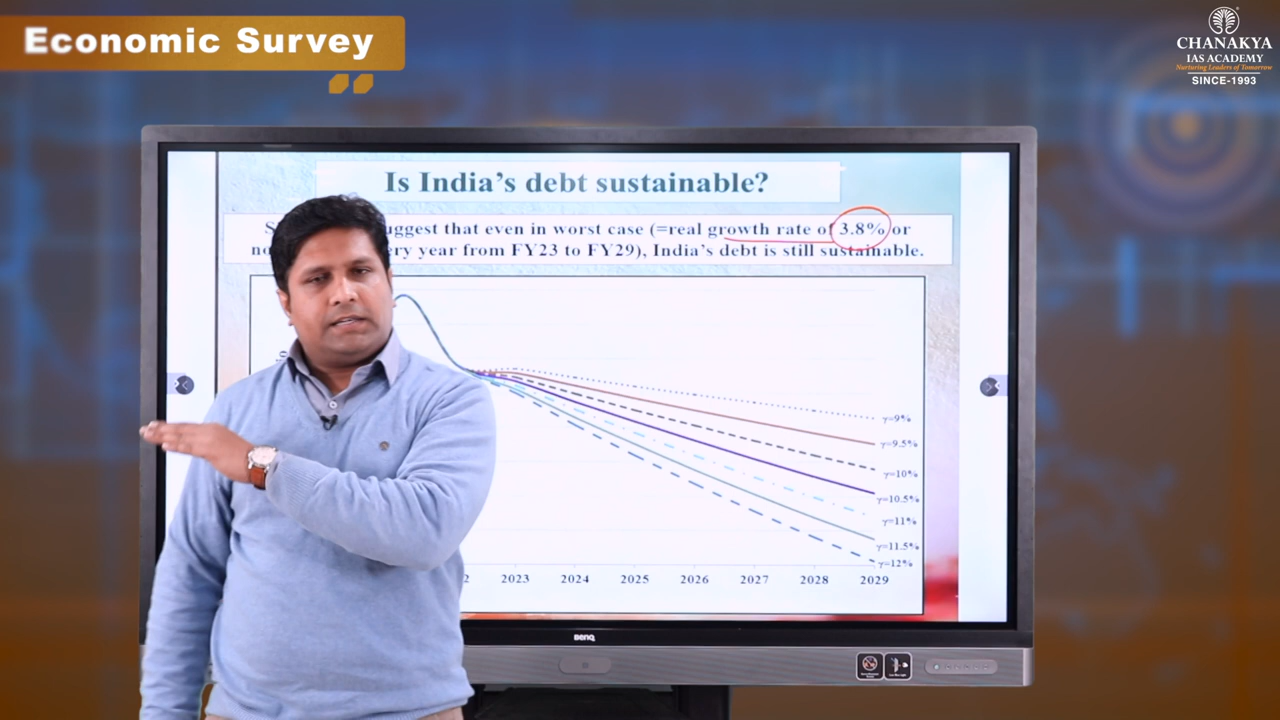 Economic Survey
CHANAKYA
IAS ACADEMY
Nurturing Leaders of Tomorrow
SINCE-1993
Is India's debt sustainable?
suggest that even in worst case (=real growth rate of 3.8% or
year from FY23 to FY29), India's debt is still sustainable.
γ=9%
γ=9.5%
γ=10%
γ=10.5%
γ=11%
γ=11.5%
γ=12%
2023 2024 2025 2026 2027 2028 2029
BenQ